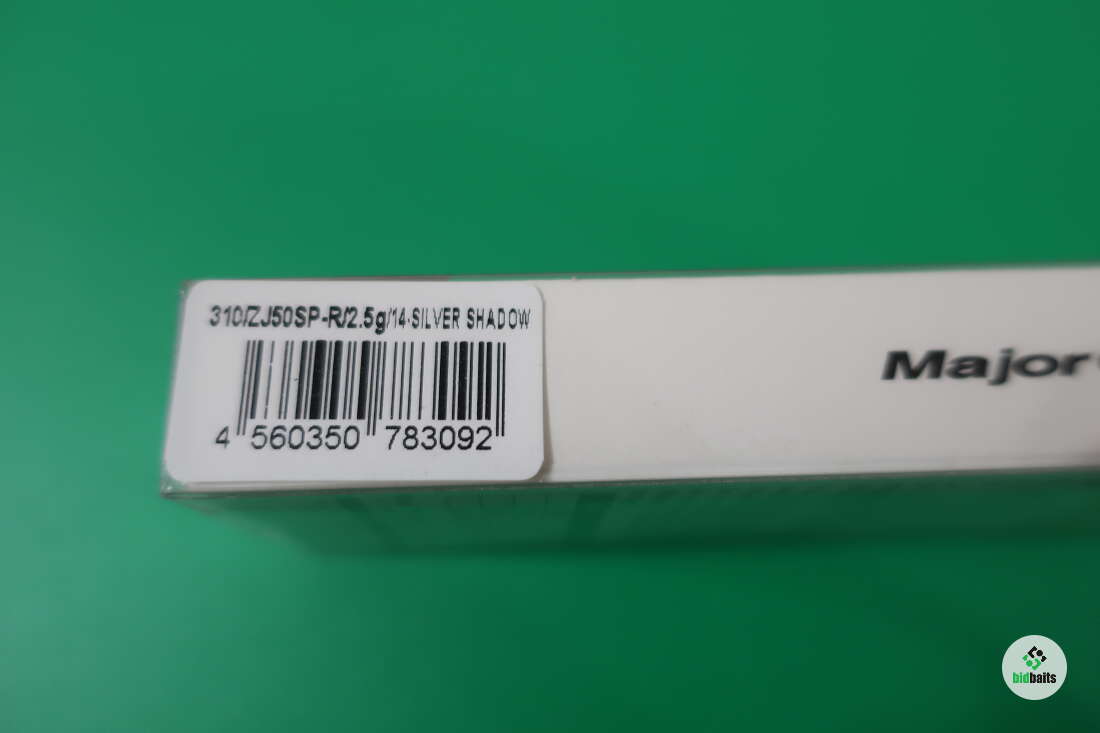 310/ZJ50SP-R/2.5g/14-SILVER SHADOW
4 560350 783092
Major
bidbaits